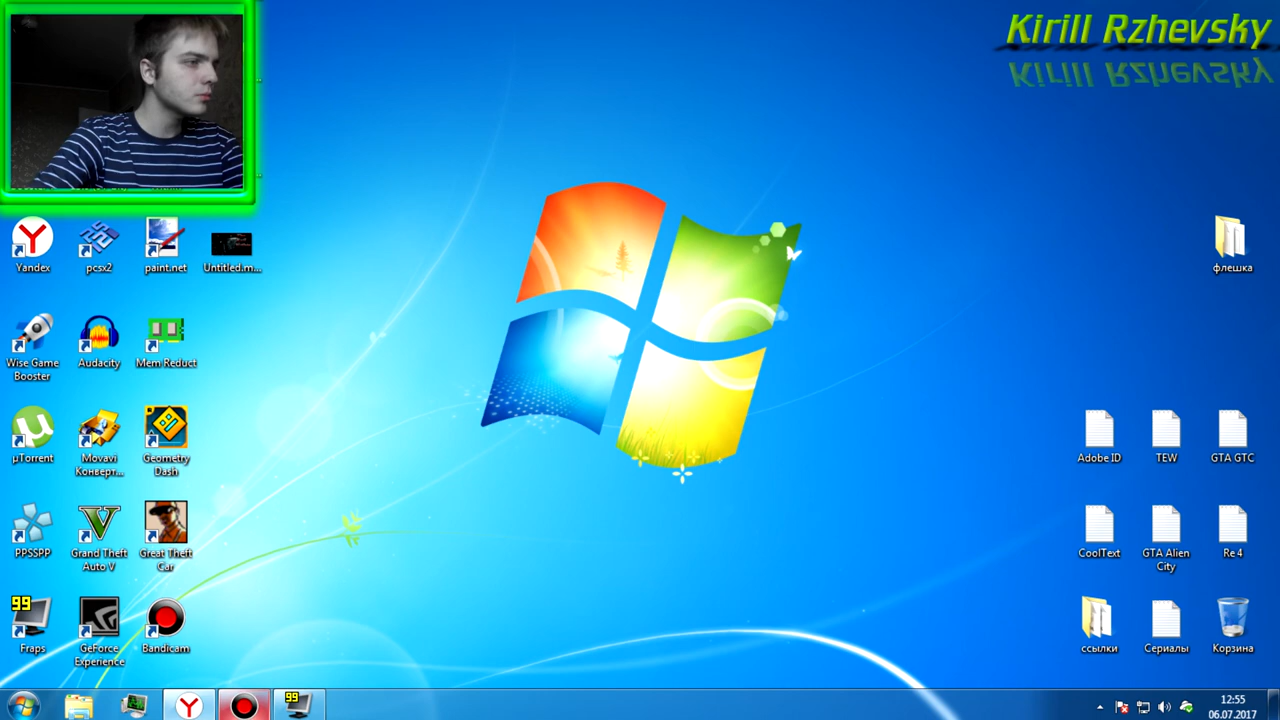 Kirill Rzhevsky
Yandex
pcsx2
paint.net
Untitled.m...
флешка
Wise Game
Booster
Audacity
Mem Reduct
µTorrent
Movavi
Конверт...
Geometry
Dash
Adobe ID
TEW
GTA GTC
PPSSPP
Grand Theft
Auto V
Great Theft
Car
CoolText
GTA Alien
City
Re 4
99
Fraps
GeForce
Experience
Bandicam
ссылки
Сериалы
Корзина
99
12:55
06.07.2017